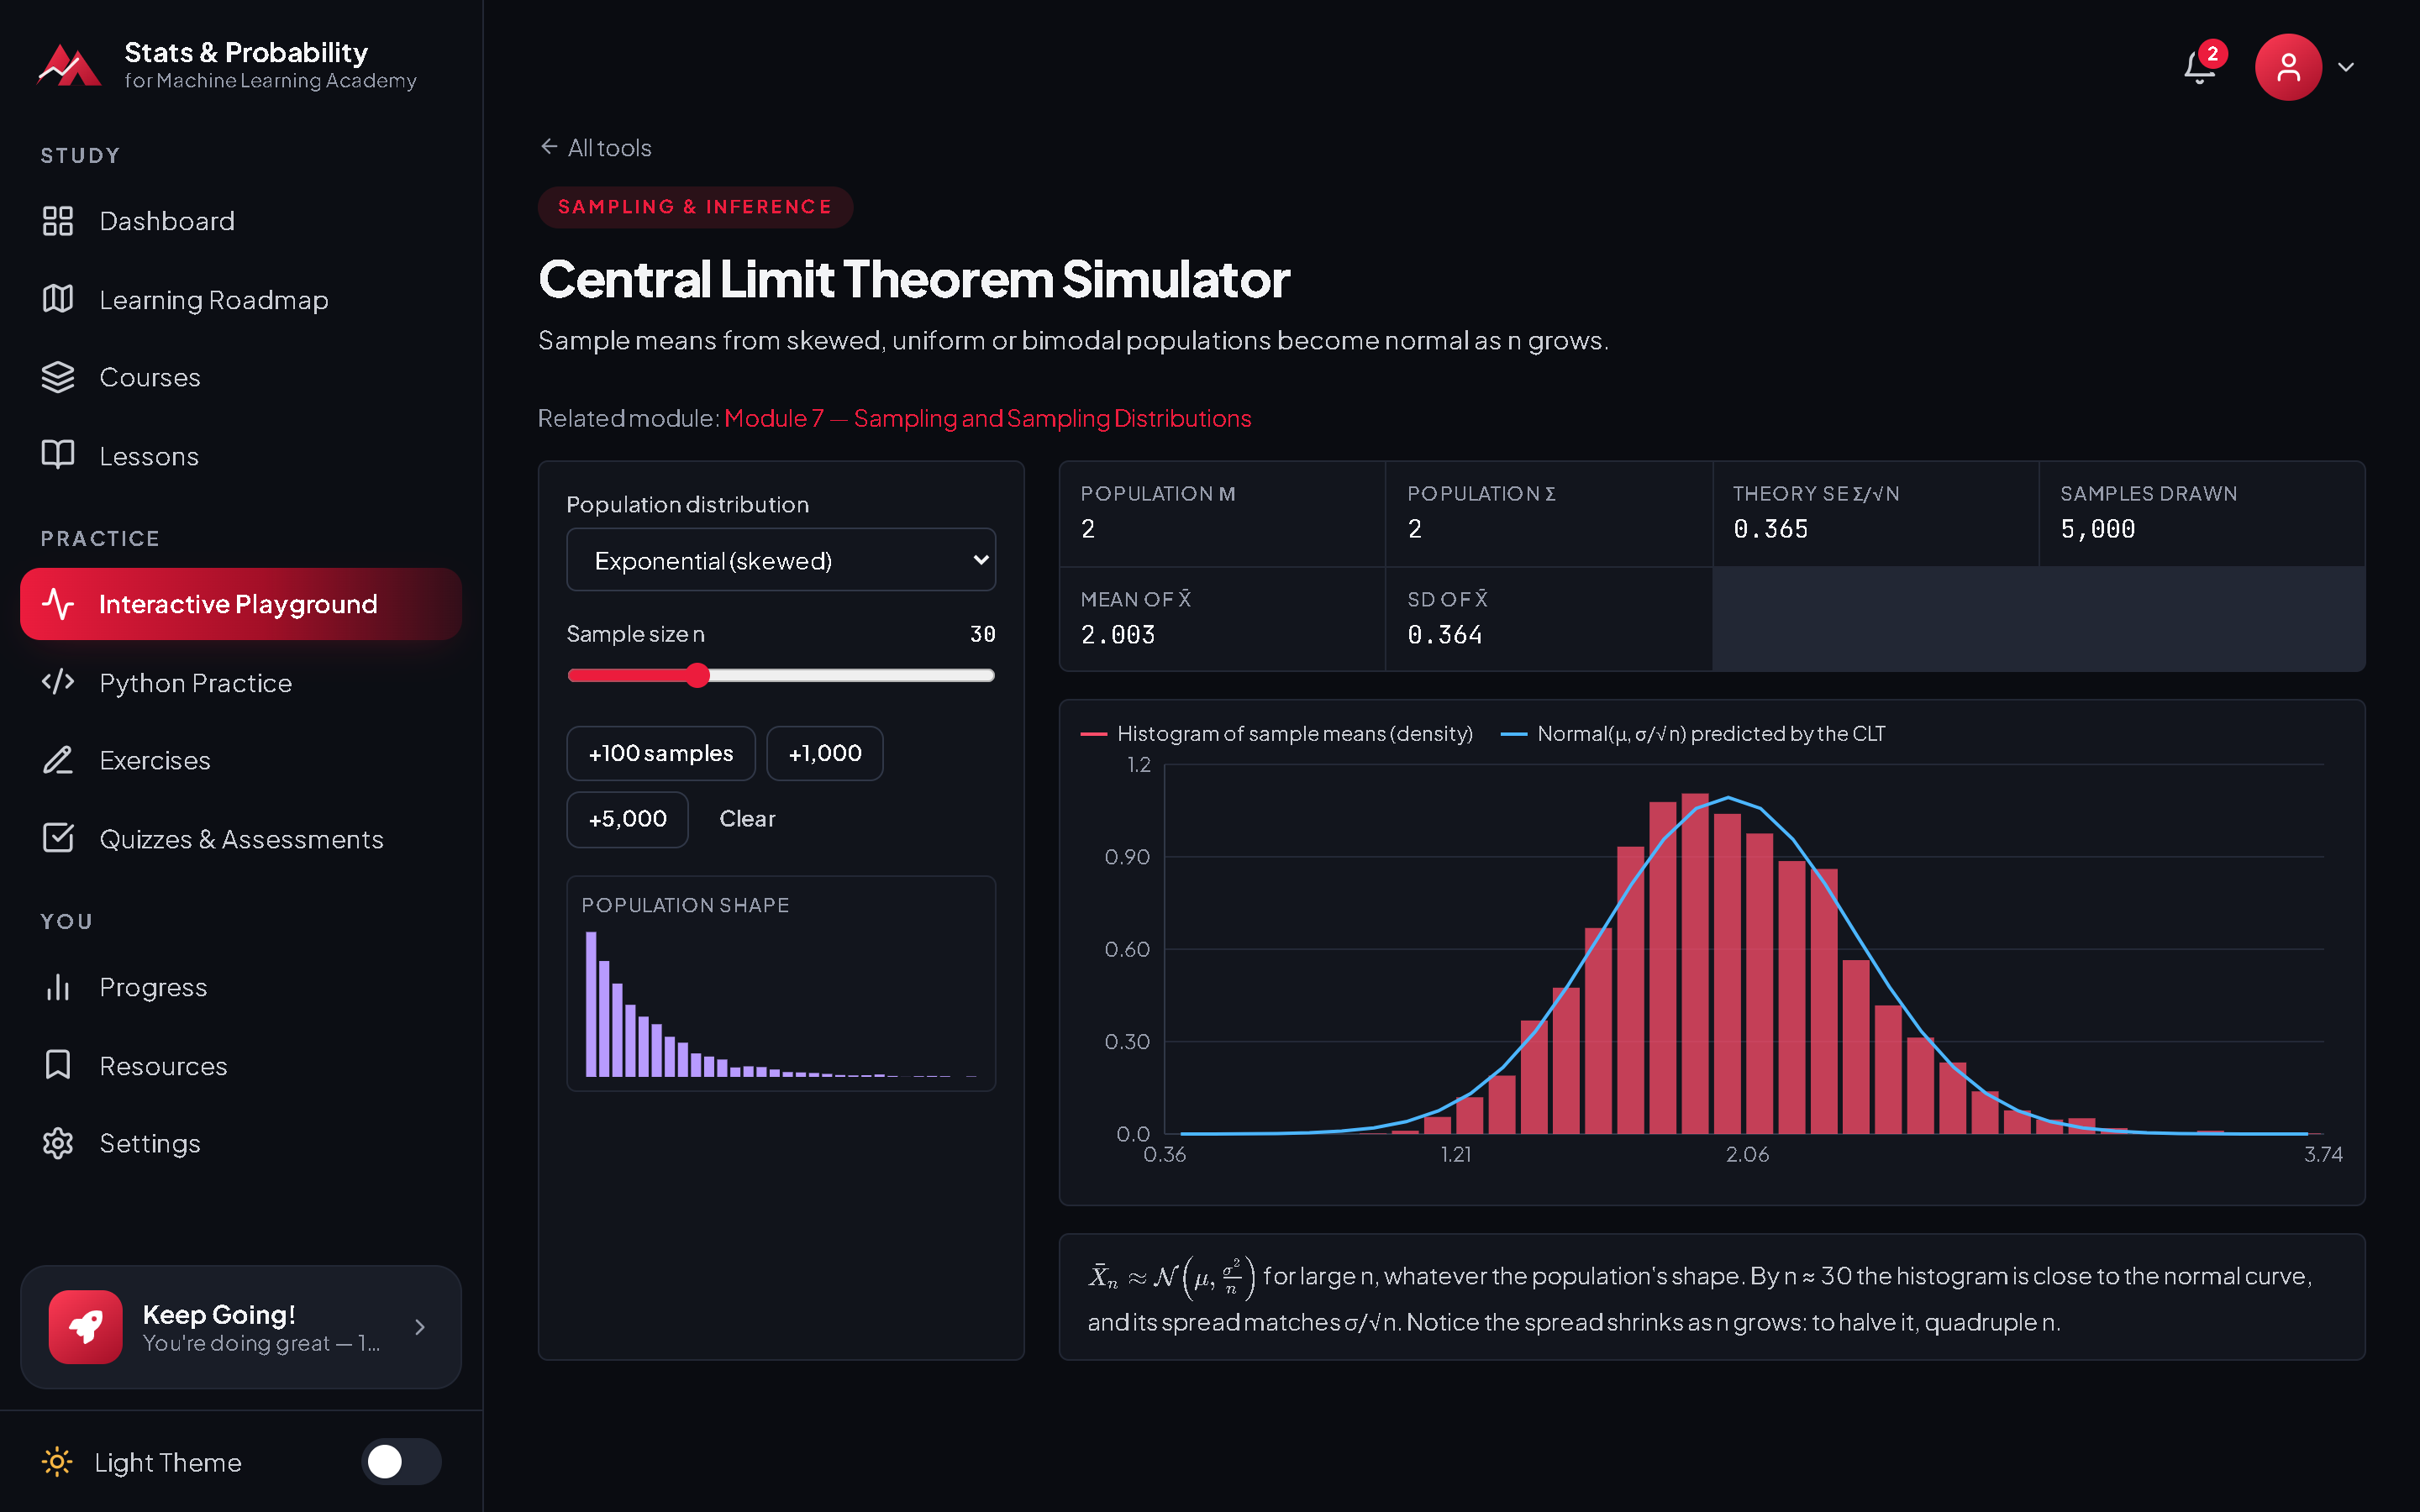 Stats & Probability
for Machine Learning Academy
STUDY
Dashboard
Learning Roadmap
Courses
Lessons
PRACTICE
Interactive Playground
Python Practice
Exercises
Quizzes & Assessments
YOU
Progress
Resources
Settings
Keep Going!
You're doing great — 1...
Light Theme
2
All tools
SAMPLING & INFERENCE
Central Limit Theorem Simulator
Sample means from skewed, uniform or bimodal populations become normal as n grows.
Related module: Module 7 — Sampling and Sampling Distributions
Population distribution
Exponential (skewed)
Sample size n 30
+100 samples +1,000
+5,000 Clear
POPULATION SHAPE
POPULATION Μ
2
POPULATION Σ
2
THEORY SE Σ/√N
0.365
SAMPLES DRAWN
5,000
MEAN OF X̄
2.003
SD OF X̄
0.364
Histogram of sample means (density) Normal(μ, σ/√n) predicted by the CLT
1.2
0.90
0.60
0.30
0.0
0.36 1.21 2.06 3.74
X̄ₙ ≈ 𝒩(μ, σ²/n) for large n, whatever the population's shape. By n ≈ 30 the histogram is close to the normal curve,
and its spread matches σ/√n. Notice the spread shrinks as n grows: to halve it, quadruple n.